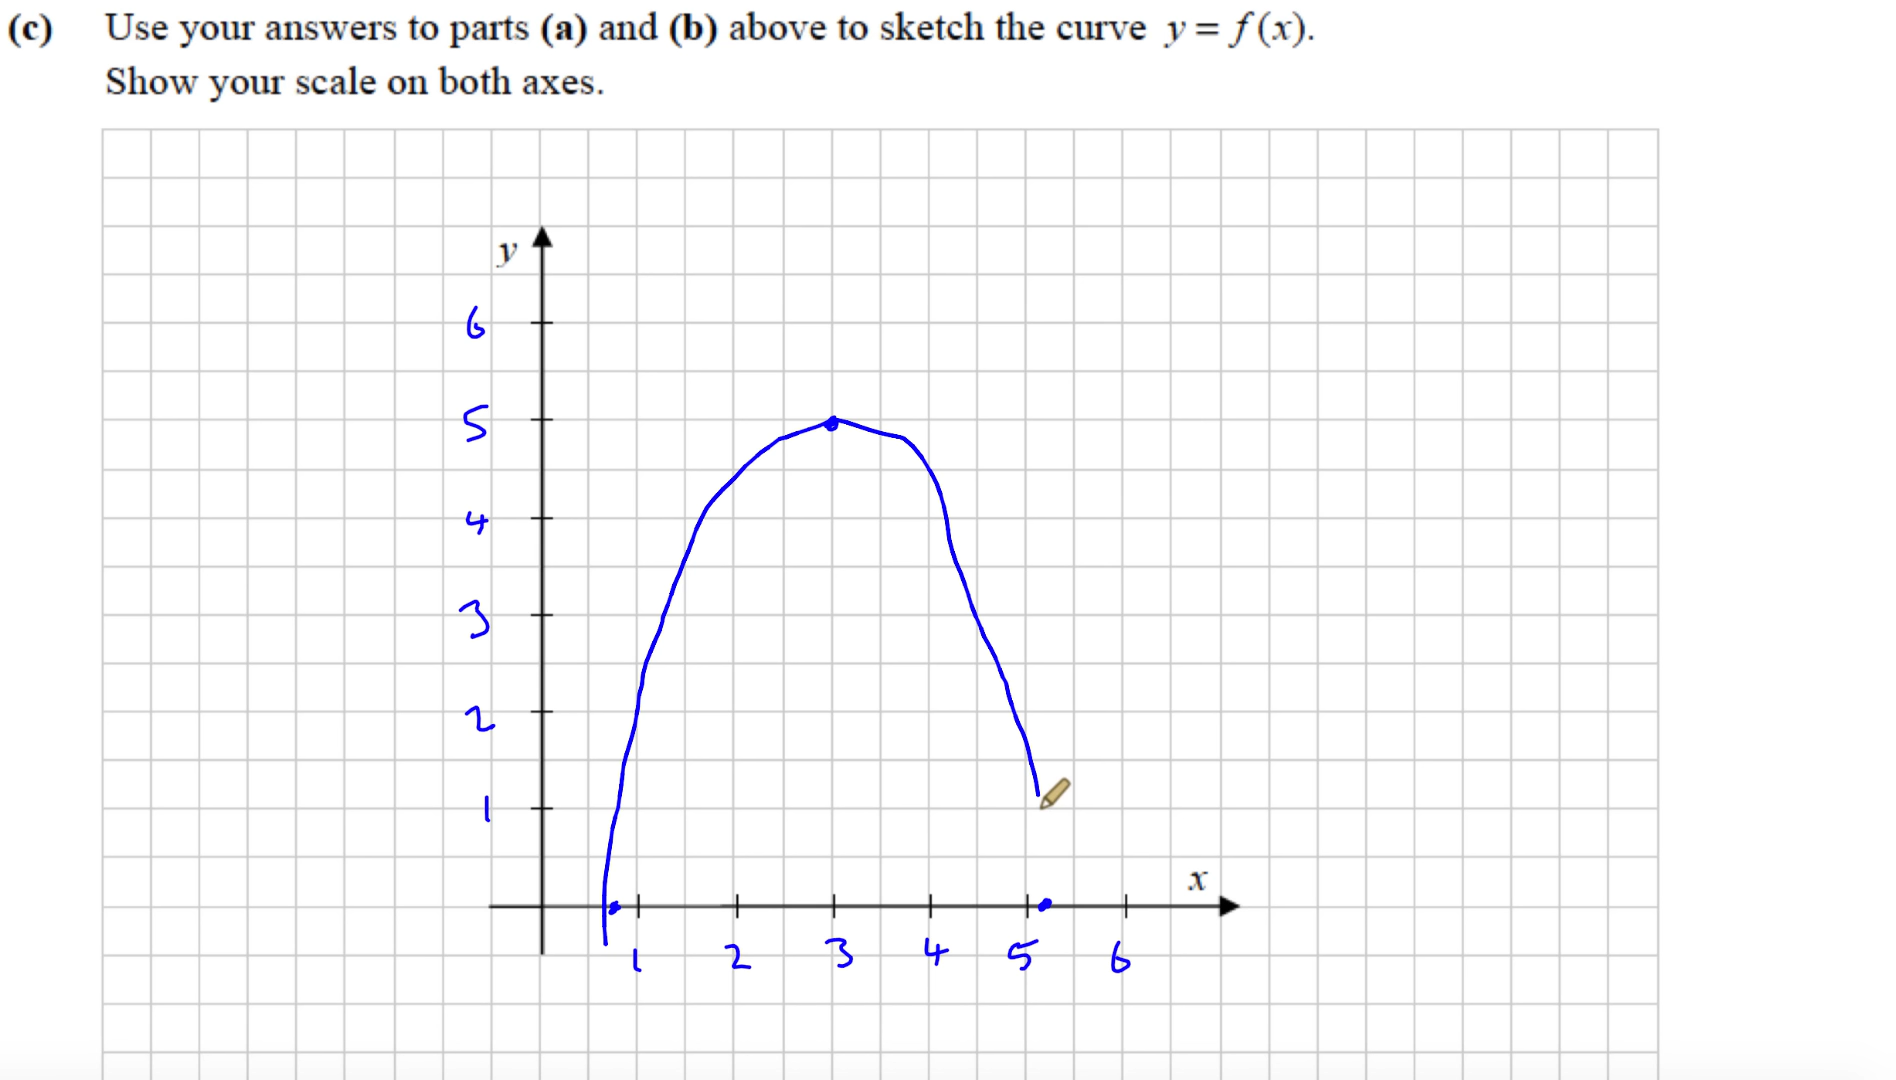 (c) Use your answers to parts (a) and (b) above to sketch the curve y = f(x).
Show your scale on both axes.
y
6
5
4
3
2
1
x
1 2 3 4 5 6